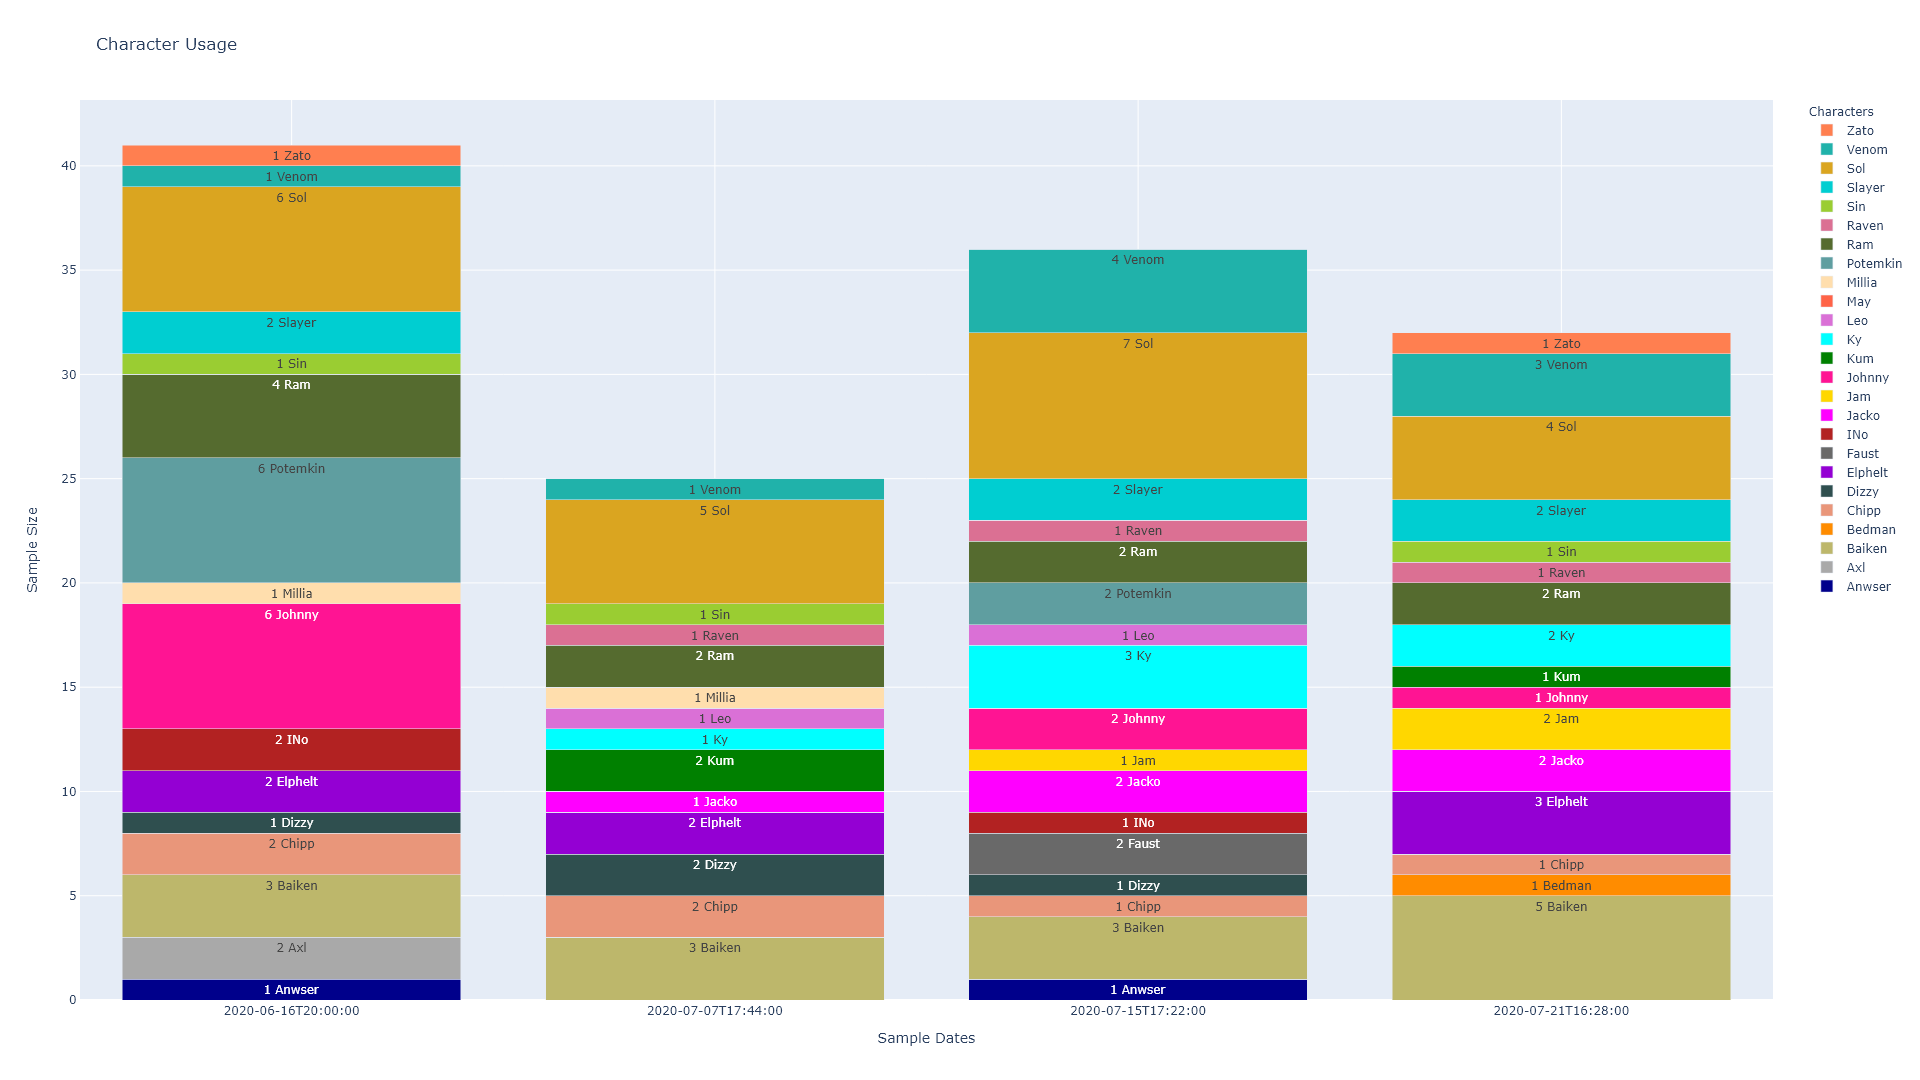 Character Usage
Sample Size
40
35
30
25
20
15
10
5
0
1 Zato
1 Venom
6 Sol
2 Slayer
1 Sin
4 Ram
6 Potemkin
1 Millia
6 Johnny
2 INo
2 Elphelt
1 Dizzy
2 Chipp
3 Baiken
2 Axl
1 Anwser
1 Venom
5 Sol
1 Sin
1 Raven
2 Ram
1 Millia
1 Leo
1 Ky
2 Kum
1 Jacko
2 Elphelt
2 Dizzy
2 Chipp
3 Baiken
4 Venom
7 Sol
2 Slayer
1 Raven
2 Ram
2 Potemkin
1 Leo
3 Ky
2 Johnny
1 Jam
2 Jacko
1 INo
2 Faust
1 Dizzy
1 Chipp
3 Baiken
1 Anwser
1 Zato
3 Venom
4 Sol
2 Slayer
1 Sin
1 Raven
2 Ram
2 Ky
1 Kum
1 Johnny
2 Jam
2 Jacko
3 Elphelt
1 Chipp
1 Bedman
5 Baiken
2020-06-16T20:00:00
2020-07-07T17:44:00
2020-07-15T17:22:00
2020-07-21T16:28:00
Sample Dates
Characters
Zato
Venom
Sol
Slayer
Sin
Raven
Ram
Potemkin
Millia
May
Leo
Ky
Kum
Johnny
Jam
Jacko
INo
Faust
Elphelt
Dizzy
Chipp
Bedman
Baiken
Axl
Anwser